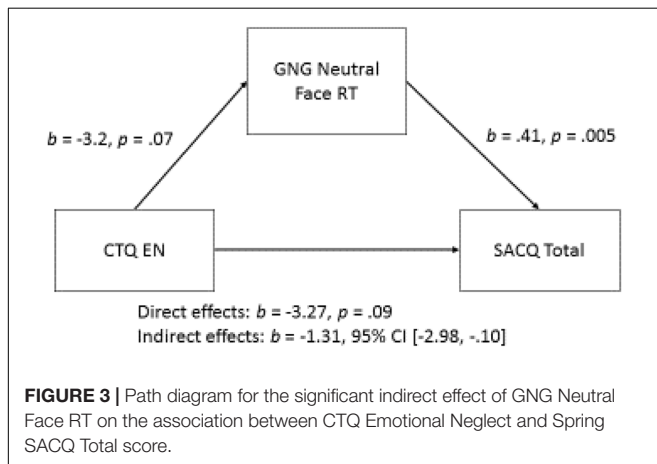 GNG Neutral
Face RT
b = -3.2, p = .07
b = .41, p = .005
CTQ EN
SACQ Total
Direct effects: b = -3.27, p = .09
Indirect effects: b = -1.31, 95% CI [-2.98, -.10]
FIGURE 3 | Path diagram for the significant indirect effect of GNG Neutral
Face RT on the association between CTQ Emotional Neglect and Spring
SACQ Total score.